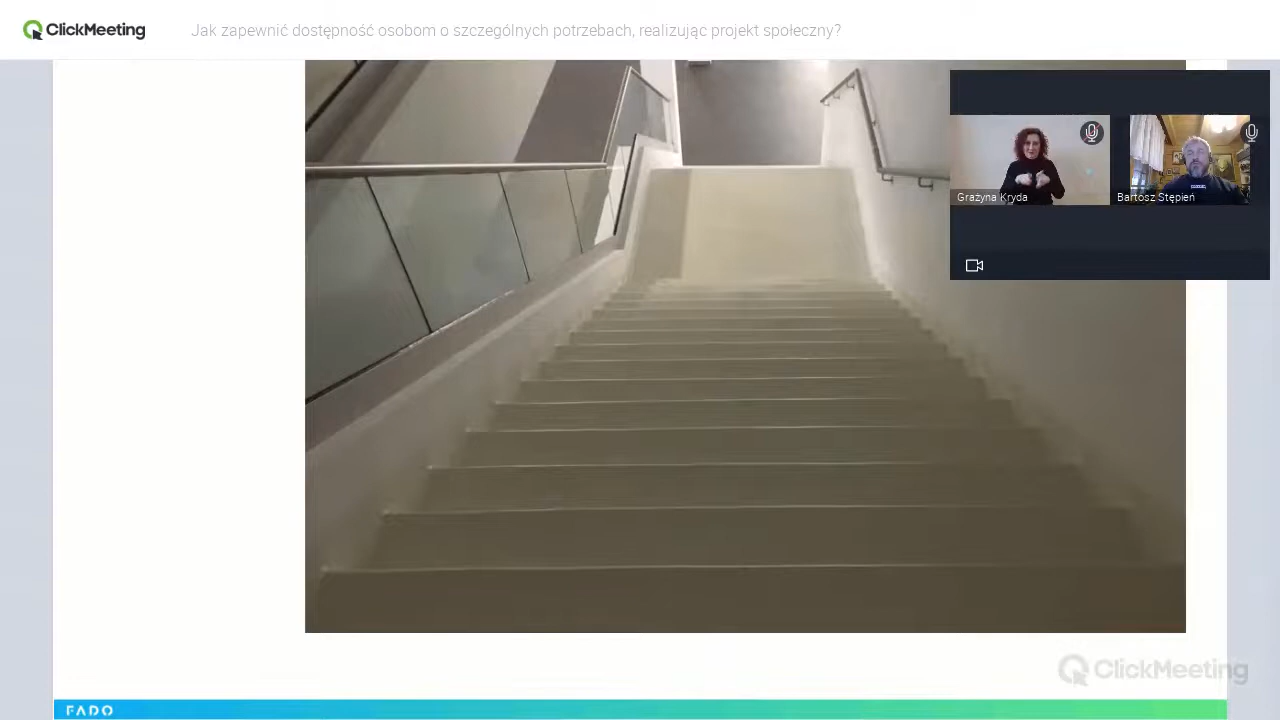 ClickMeeting
Jak zapewnić dostępność osobom o szczególnych potrzebach, realizując projekt społeczny?
Grażyna Kryda
Bartosz Stępień
ClickMeeting
FADO